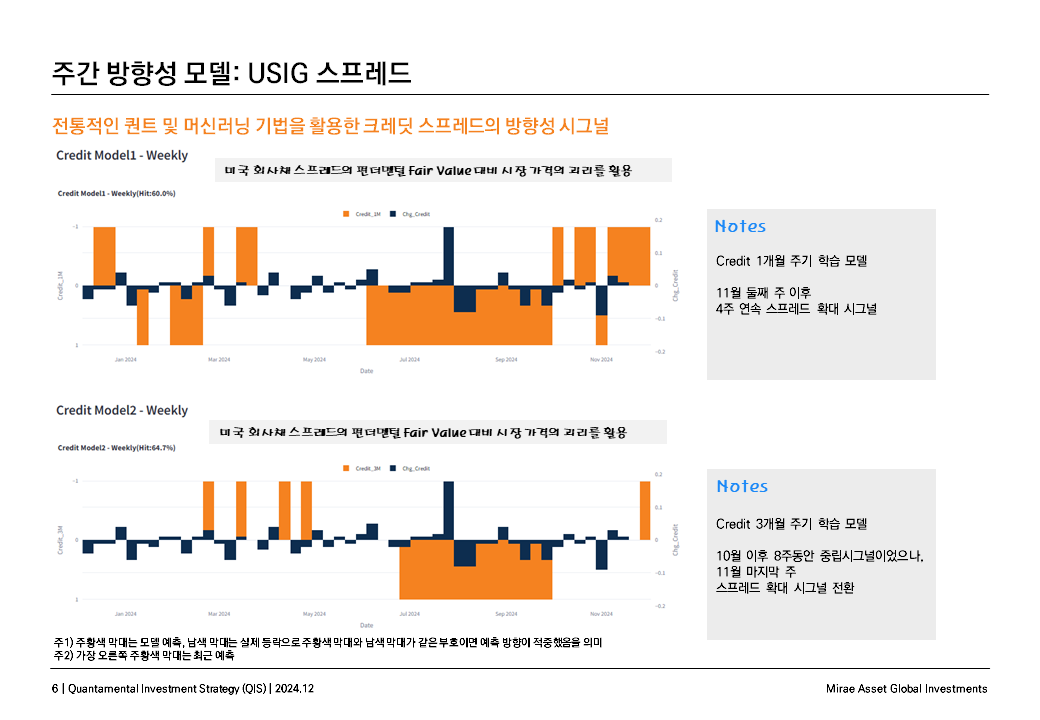 주간 방향성 모델: USIG 스프레드
전통적인 퀀트 및 머신러닝 기법을 활용한 크레딧 스프레드의 방향성 시그널
Credit Model1 - Weekly
미국 회사채 스프레드의 펀더멘털 Fair Value 대비 시장 가격의 괴리를 활용
Credit Model1 - Weekly(Hit:60.0%)
Credit_1M Chg_Credit
-1
0
1
Credit_1M
0.2
0.1
0
-0.1
-0.2
Chg_Credit
Jan 2024 Mar 2024 May 2024 Jul 2024 Sep 2024 Nov 2024
Date
Notes
Credit 1개월 주기 학습 모델
11월 둘째 주 이후
4주 연속 스프레드 확대 시그널
Credit Model2 - Weekly
미국 회사채 스프레드의 펀더멘털 Fair Value 대비 시장 가격의 괴리를 활용
Credit Model2 - Weekly(Hit:64.7%)
Credit_3M Chg_Credit
-1
0
1
Credit_3M
0.2
0.1
0
-0.1
-0.2
Chg_Credit
Jan 2024 Mar 2024 May 2024 Jul 2024 Sep 2024 Nov 2024
Date
Notes
Credit 3개월 주기 학습 모델
10월 이후 8주동안 중립시그널이었으나,
11월 마지막 주
스프레드 확대 시그널 전환
주1) 주황색 막대는 모델 예측, 남색 막대는 실제 등락으로 주황색 막대와 남색 막대가 같은 부호이면 예측 방향이 적중했음을 의미
주2) 가장 오른쪽 주황색 막대는 최근 예측
6 | Quantamental Investment Strategy (QIS) | 2024.12
Mirae Asset Global Investments